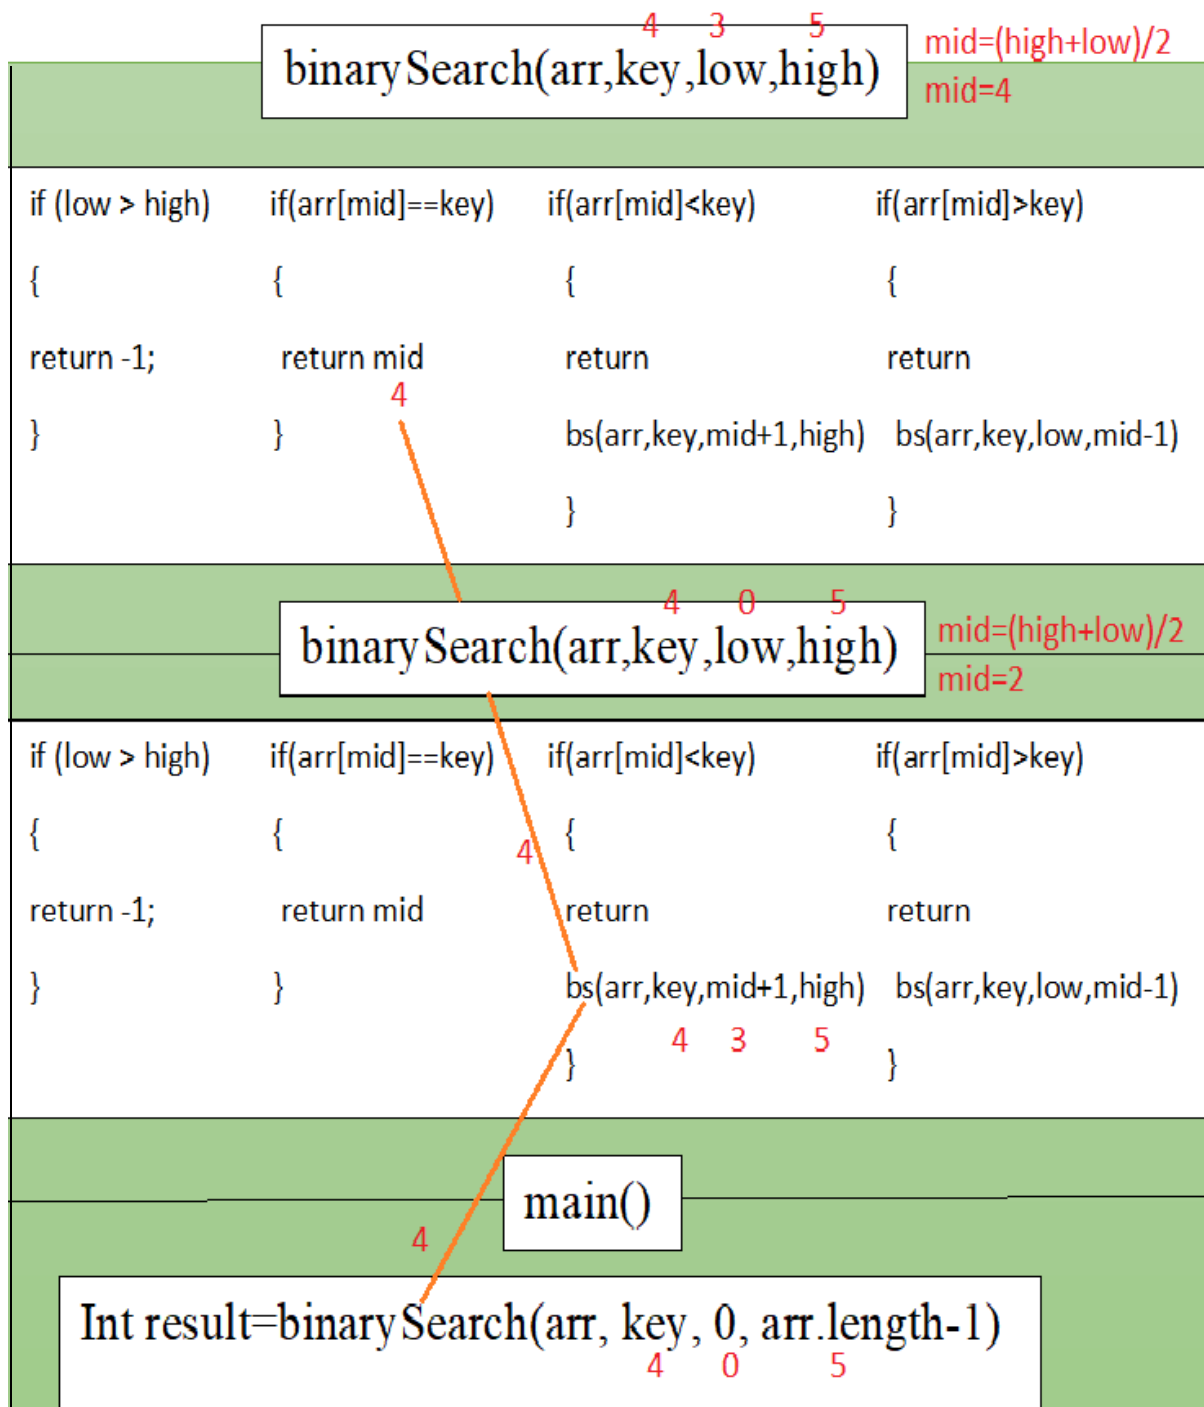 4 3 5
binarySearch(arr,key,low,high)
mid=(high+low)/2
mid=4
if (low > high) if(arr[mid]==key) if(arr[mid]<key) if(arr[mid]>key)
{ { { {
return -1; return mid return return
4
} } bs(arr,key,mid+1,high) bs(arr,key,low,mid-1)
} }
4 0 5
binarySearch(arr,key,low,high)
mid=(high+low)/2
mid=2
if (low > high) if(arr[mid]==key) if(arr[mid]<key) if(arr[mid]>key)
{ { { {
4
return -1; return mid return return
} } bs(arr,key,mid+1,high) bs(arr,key,low,mid-1)
4 3 5
} }
main()
4
Int result=binarySearch(arr, key, 0, arr.length-1)
4 0 5